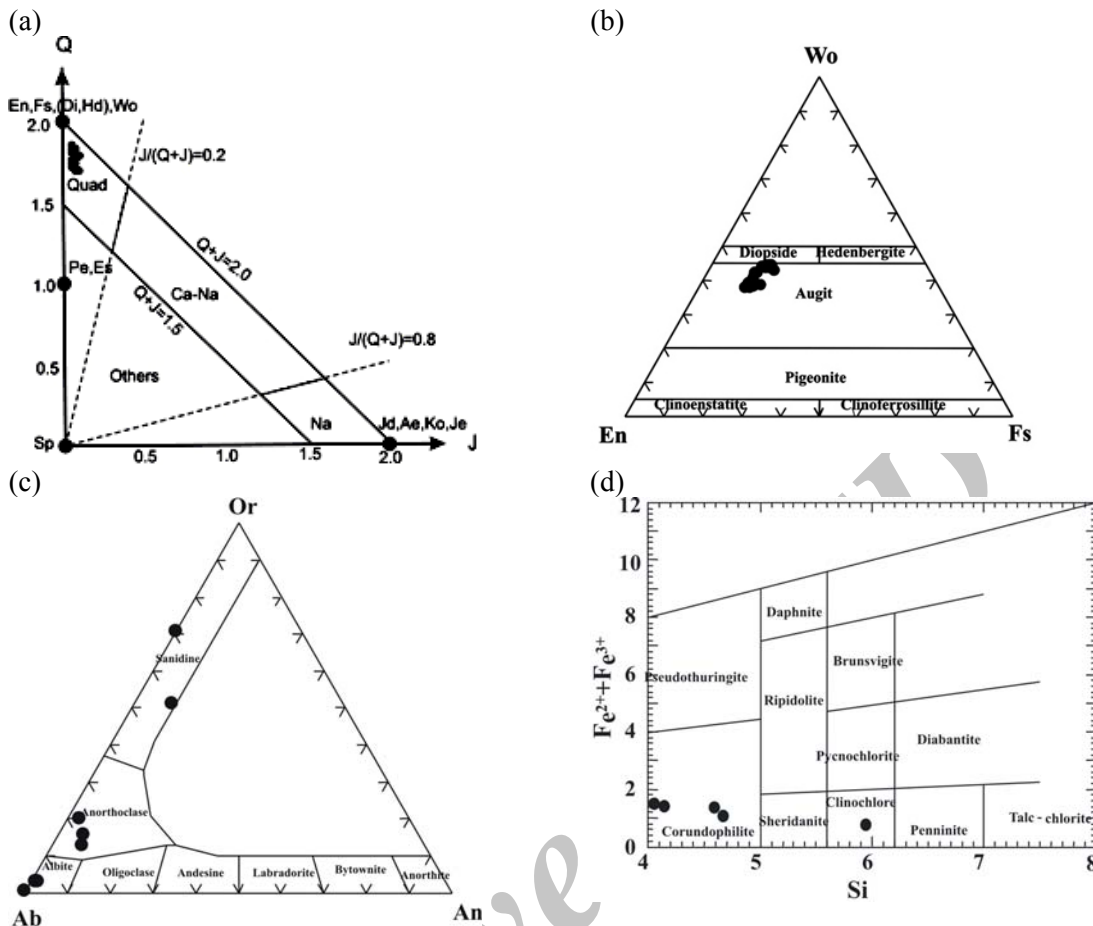 (a)
Q
En,Fs,(Di,Hd),Wo
2.0
J/(Q+J)=0.2
Quad
1.5
Q+J=2.0
Pe,Es
1.0
Ca-Na
Q+J=1.5
J/(Q+J)=0.8
0.5
Others
Na
Jd,Ae,Ko,Je
Sp
J
0.5
1.0
1.5
2.0
(b)
Wo
Diopside
Hedenbergite
Augit
Pigeonite
Clinoenstatite
Clinoferrosillite
En
Fs
(c)
Or
Sanidine
Anorthoclase
Albite
Oligoclase
Andesine
Labradorite
Bytownite
Anorthite
Ab
An
(d)
12
10
8
6
4
2
0
Fe2++Fe3+
Daphnite
Brunsvigite
Pseudothuringite
Ripidolite
Diabantite
Pycnochlorite
Clinochlore
Corundophilite
Sheridanite
Penninite
Talc - chlorite
4
5
6
7
8
Si